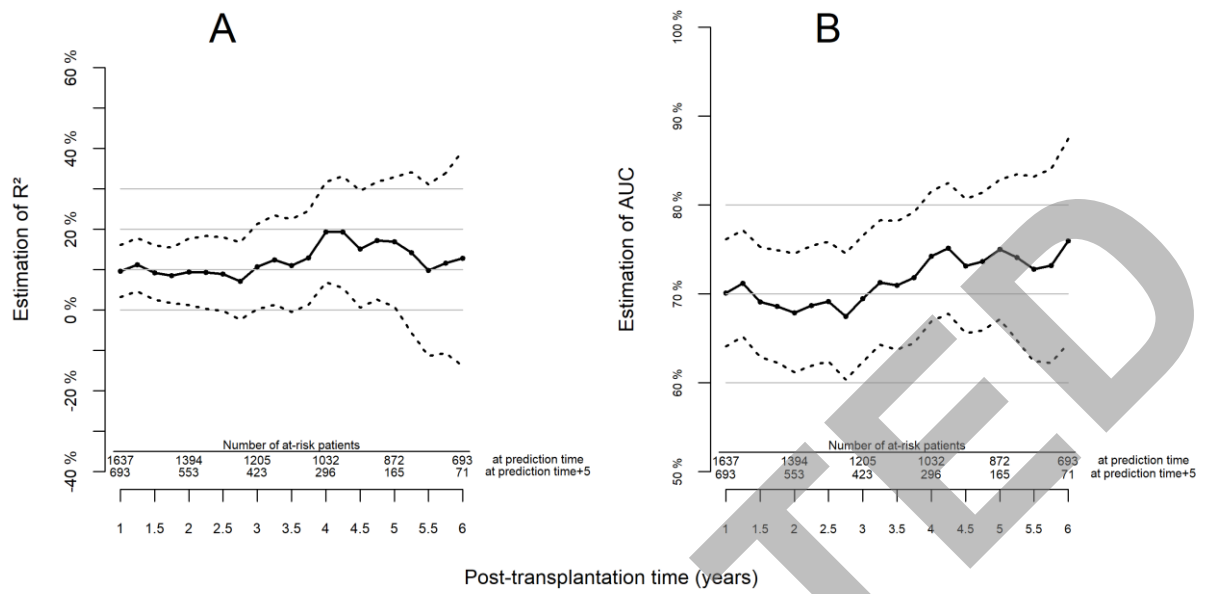 A
B
Estimation of R²
60 %
40 %
20 %
0 %
-20 %
-40 %
Number of at-risk patients
1637 1394 1205 1032 872 693 at prediction time
693 553 423 296 165 71 at prediction time+5
1 1.5 2 2.5 3 3.5 4 4.5 5 5.5 6
Estimation of AUC
100 %
90 %
80 %
70 %
60 %
50 %
Number of at-risk patients
1637 1394 1205 1032 872 693 at prediction time
693 553 423 296 165 71 at prediction time+5
1 1.5 2 2.5 3 3.5 4 4.5 5 5.5 6
Post-transplantation time (years)
TED